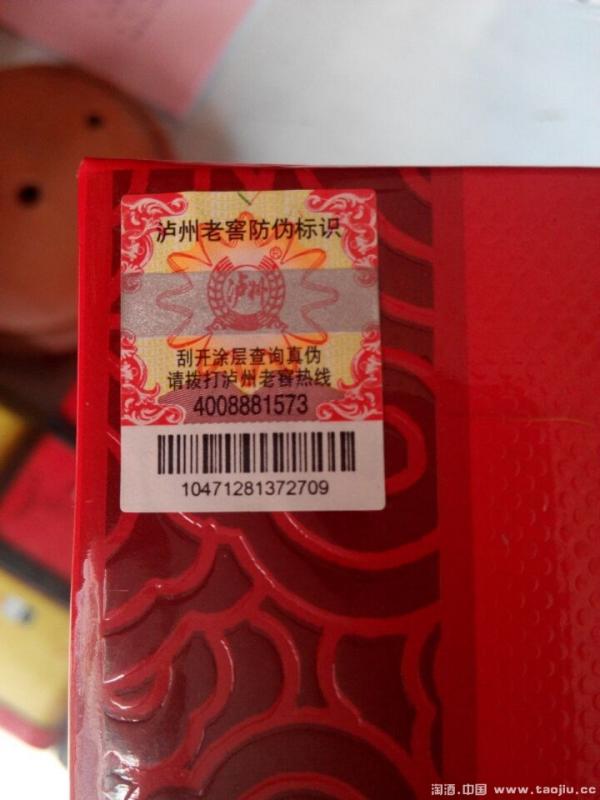 泸州老窖防伪标识
泸州
®
刮开涂层查询真伪
请拨打泸州老窖热线
4008881573
10471281372709
淘酒.中国 www.taojiu.cc